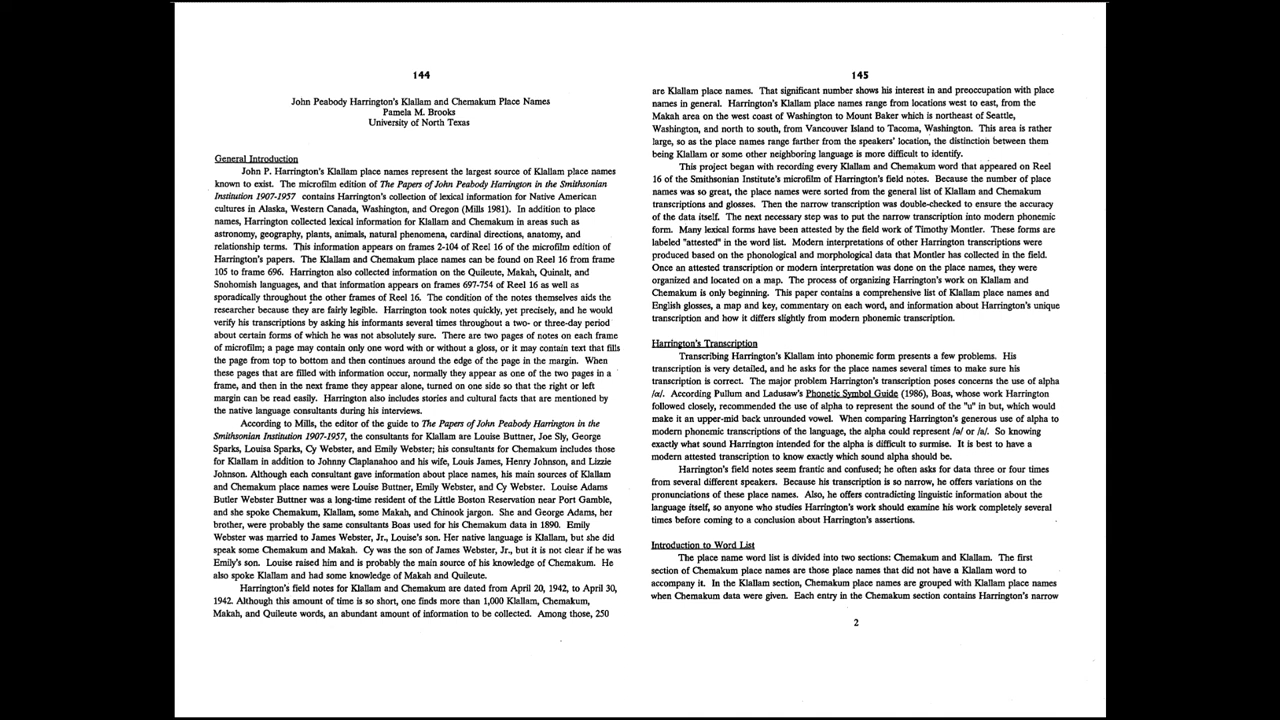 144
John Peabody Harrington's Klallam and Chemakum Place Names
Pamela M. Brooks
University of North Texas
General Introduction
John P. Harrington's Klallam place names represent the largest source of Klallam place names
known to exist. The microfilm edition of The Papers of John Peabody Harrington in the Smithsonian
Institution 1907-1957 contains Harrington's collection of lexical information for Native American
cultures in Alaska, Western Canada, Washington, and Oregon (Mills 1981). In addition to place
names, Harrington collected lexical information for Klallam and Chemakum in areas such as
astronomy, geography, plants, animals, natural phenomena, cardinal directions, anatomy, and
relationship terms. This information appears on frames 2-104 of Reel 16 of the microfilm edition of
Harrington's papers. The Klallam and Chemakum place names can be found on Reel 16 from frame
105 to frame 696. Harrington also collected information on the Quileute, Makah, Quinalt, and
Snohomish languages, and that information appears on frames 697-754 of Reel 16 as well as
sporadically throughout the other frames of Reel 16. The condition of the notes themselves aids the
researcher because they are fairly legible. Harrington took notes quickly, yet precisely, and he would
verify his transcriptions by asking his informants several times throughout a two- or three-day period
about certain forms of which he was not absolutely sure. There are two pages of notes on each frame
of microfilm; a page may contain only one word with or without a gloss, or it may contain text that fills
the page from top to bottom and then continues around the edge of the page in the margin. When
these pages that are filled with information occur, normally they appear as one of the two pages in a
frame, and then in the next frame they appear alone, turned on one side so that the right or left
margin can be read easily. Harrington also includes stories and cultural facts that are mentioned by
the native language consultants during his interviews.
According to Mills, the editor of the guide to The Papers of John Peabody Harrington in the
Smithsonian Institution 1907-1957, the consultants for Klallam are Louise Buttner, Joe Sly, George
Sparks, Louisa Sparks, Cy Webster, and Emily Webster; his consultants for Chemakum includes those
for Klallam in addition to Johnny Claplanahoo and his wife, Louis James, Henry Johnson, and Lizzie
Johnson. Although each consultant gave information about place names, his main sources of Klallam
and Chemakum place names were Louise Buttner, Emily Webster, and Cy Webster. Louise Adams
Butler Webster Buttner was a long-time resident of the Little Boston Reservation near Port Gamble,
and she spoke Chemakum, Klallam, some Makah, and Chinook jargon. She and George Adams, her
brother, were probably the same consultants Boas used for his Chemakum data in 1890. Emily
Webster was married to James Webster, Jr., Louise's son. Her native language is Klallam, but she did
speak some Chemakum and Makah. Cy was the son of James Webster, Jr., but it is not clear if he was
Emily's son. Louise raised him and is probably the main source of his knowledge of Chemakum. He
also spoke Klallam and had some knowledge of Makah and Quileute.
Harrington's field notes for Klallam and Chemakum are dated from April 20, 1942, to April 30,
1942. Although this amount of time is so short, one finds more than 1,000 Klallam, Chemakum,
Makah, and Quileute words, an abundant amount of information to be collected. Among those, 250
145
are Klallam place names. That significant number shows his interest in and preoccupation with place
names in general. Harrington's Klallam place names range from locations west to east, from the
Makah area on the west coast of Washington to Mount Baker which is northeast of Seattle,
Washington, and north to south, from Vancouver Island to Tacoma, Washington. This area is rather
large, so as the place names range farther from the speakers' location, the distinction between them
being Klallam or some other neighboring language is more difficult to identify.
This project began with recording every Klallam and Chemakum word that appeared on Reel
16 of the Smithsonian Institute's microfilm of Harrington's field notes. Because the number of place
names was so great, the place names were sorted from the general list of Klallam and Chemakum
transcriptions and glosses. Then the narrow transcription was double-checked to ensure the accuracy
of the data itself. The next necessary step was to put the narrow transcription into modern phonemic
form. Many lexical forms have been attested by the field work of Timothy Montler. These forms are
labeled "attested" in the word list. Modern interpretations of other Harrington transcriptions were
produced based on the phonological and morphological data that Montler has collected in the field.
Once an attested transcription or modern interpretation was done on the place names, they were
organized and located on a map. The process of organizing Harrington's work on Klallam and
Chemakum is only beginning. This paper contains a comprehensive list of Klallam place names and
English glosses, a map and key, commentary on each word, and information about Harrington's unique
transcription and how it differs slightly from modern phonemic transcription.
Harrington's Transcription
Transcribing Harrington's Klallam into phonemic form presents a few problems. His
transcription is very detailed, and he asks for the place names several times to make sure his
transcription is correct. The major problem Harrington's transcription poses concerns the use of alpha
/α/. According Pullum and Ladusaw's Phonetic Symbol Guide (1986), Boas, whose work Harrington
followed closely, recommended the use of alpha to represent the sound of the "u" in but, which would
make it an upper-mid back unrounded vowel. When comparing Harrington's generous use of alpha to
modern phonemic transcriptions of the language, the alpha could represent /ə/ or /a/. So knowing
exactly what sound Harrington intended for the alpha is difficult to surmise. It is best to have a
modern attested transcription to know exactly which sound alpha should be.
Harrington's field notes seem frantic and confused; he often asks for data three or four times
from several different speakers. Because his transcription is so narrow, he offers variations on the
pronunciations of these place names. Also, he offers contradicting linguistic information about the
language itself, so anyone who studies Harrington's work should examine his work completely several
times before coming to a conclusion about Harrington's assertions.
Introduction to Word List
The place name word list is divided into two sections: Chemakum and Klallam. The first
section of Chemakum place names are those place names that did not have a Klallam word to
accompany it. In the Klallam section, Chemakum place names are grouped with Klallam place names
when Chemakum data were given. Each entry in the Chemakum section contains Harrington's narrow
2